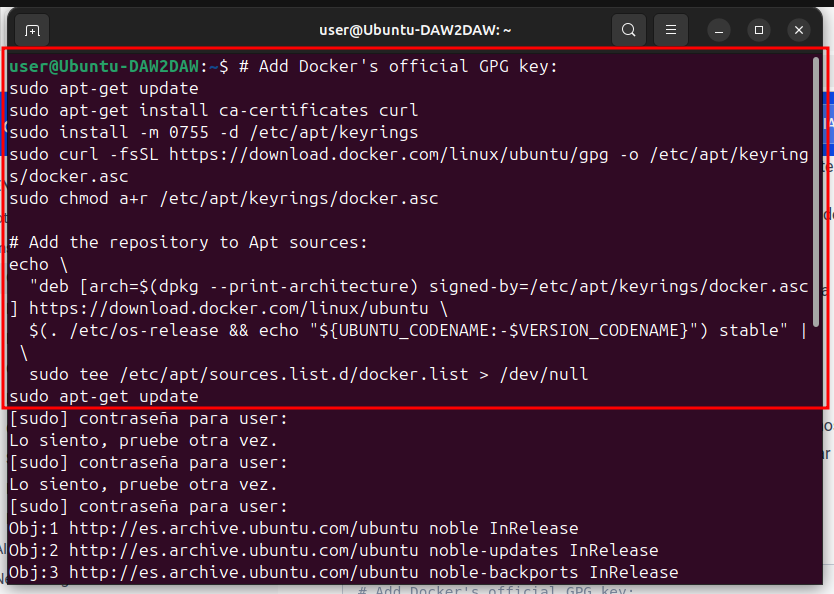 user@Ubuntu-DAW2DAW: ~
user@Ubuntu-DAW2DAW:~$ # Add Docker's official GPG key:
sudo apt-get update
sudo apt-get install ca-certificates curl
sudo install -m 0755 -d /etc/apt/keyrings
sudo curl -fsSL https://download.docker.com/linux/ubuntu/gpg -o /etc/apt/keyring
s/docker.asc
sudo chmod a+r /etc/apt/keyrings/docker.asc

# Add the repository to Apt sources:
echo \
  "deb [arch=$(dpkg --print-architecture) signed-by=/etc/apt/keyrings/docker.asc
] https://download.docker.com/linux/ubuntu \
  $(. /etc/os-release && echo "${UBUNTU_CODENAME:-$VERSION_CODENAME}") stable" |
 \
  sudo tee /etc/apt/sources.list.d/docker.list > /dev/null
sudo apt-get update
[sudo] contraseña para user:
Lo siento, pruebe otra vez.
[sudo] contraseña para user:
Lo siento, pruebe otra vez.
[sudo] contraseña para user:
Obj:1 http://es.archive.ubuntu.com/ubuntu noble InRelease
Obj:2 http://es.archive.ubuntu.com/ubuntu noble-updates InRelease
Obj:3 http://es.archive.ubuntu.com/ubuntu noble-backports InRelease
# Add Docker's official GPG key: